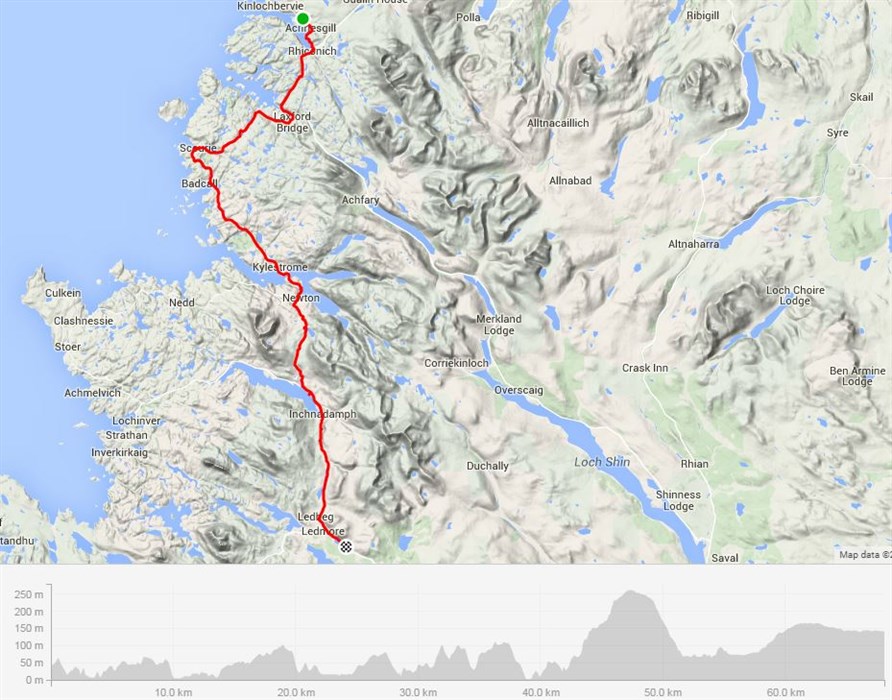 Kinlochbervie
Polla
Ribigill
Achriesgill
Rhiconich
Skail
Laxford
Bridge
Alltnacaillich
Syre
Scourie
Badcall
Allnabad
Achfary
Altnaharra
Kylestrome
Culkein
Nedd
Newton
Loch Choire
Lodge
Clashnessie
Merkland
Lodge
Stoer
Corriekinloch
Crask Inn
Ben Armine
Lodge
Achmelvich
Overscaig
Inchnadamph
Lochinver
Strathan
Inverkirkaig
Loch Shin
Rhian
Duchally
Shinness
Lodge
Ledbeg
Ledmore
tandhu
Saval
Map data ©2
250 m
200 m
150 m
100 m
50 m
0 m
10.0 km
20.0 km
30.0 km
40.0 km
50.0 km
60.0 km